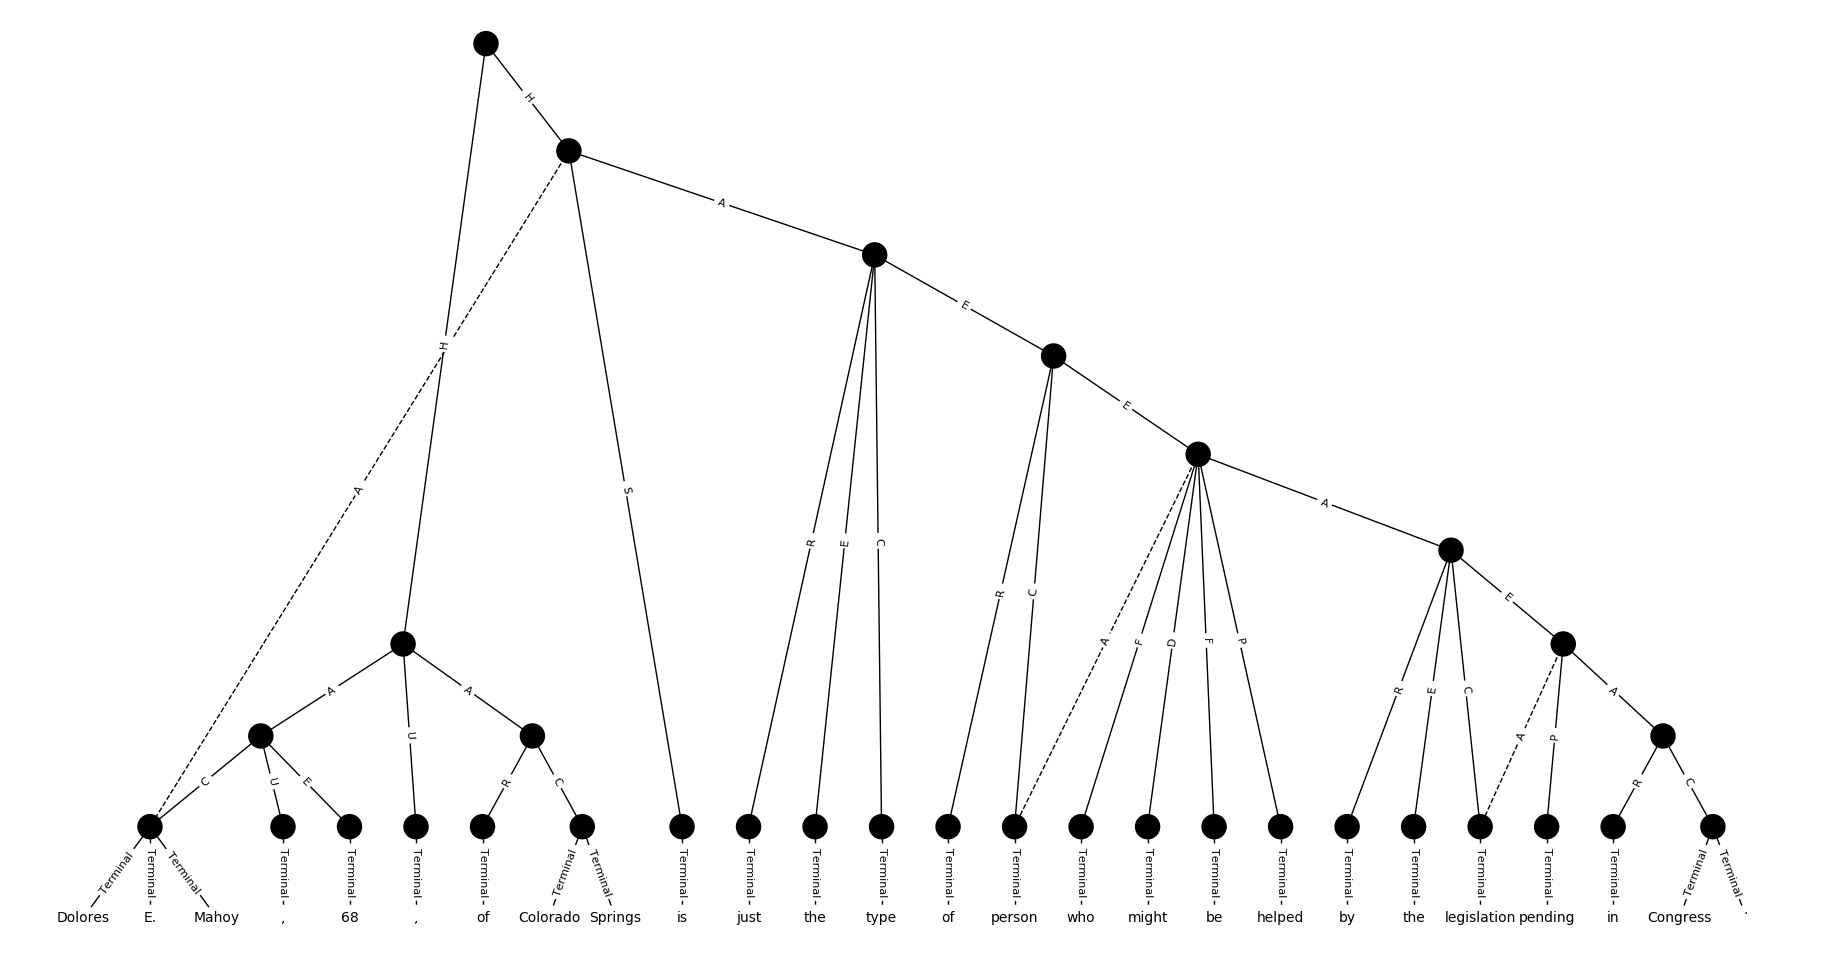 H
A
E
E
H
A
A
S
R
E
C
R
C
A
E
A
F
D
F
P
A
A
U
R
E
C
A
A
P
C
U
E
R
C
R
C
Terminal Terminal Terminal Terminal Terminal Terminal Terminal Terminal Terminal Terminal Terminal Terminal Terminal Terminal Terminal Terminal Terminal Terminal Terminal Terminal Terminal Terminal Terminal Terminal Terminal Terminal
Dolores E. Mahoy , 68 , of Colorado Springs is just the type of person who might be helped by the legislation pending in Congress .